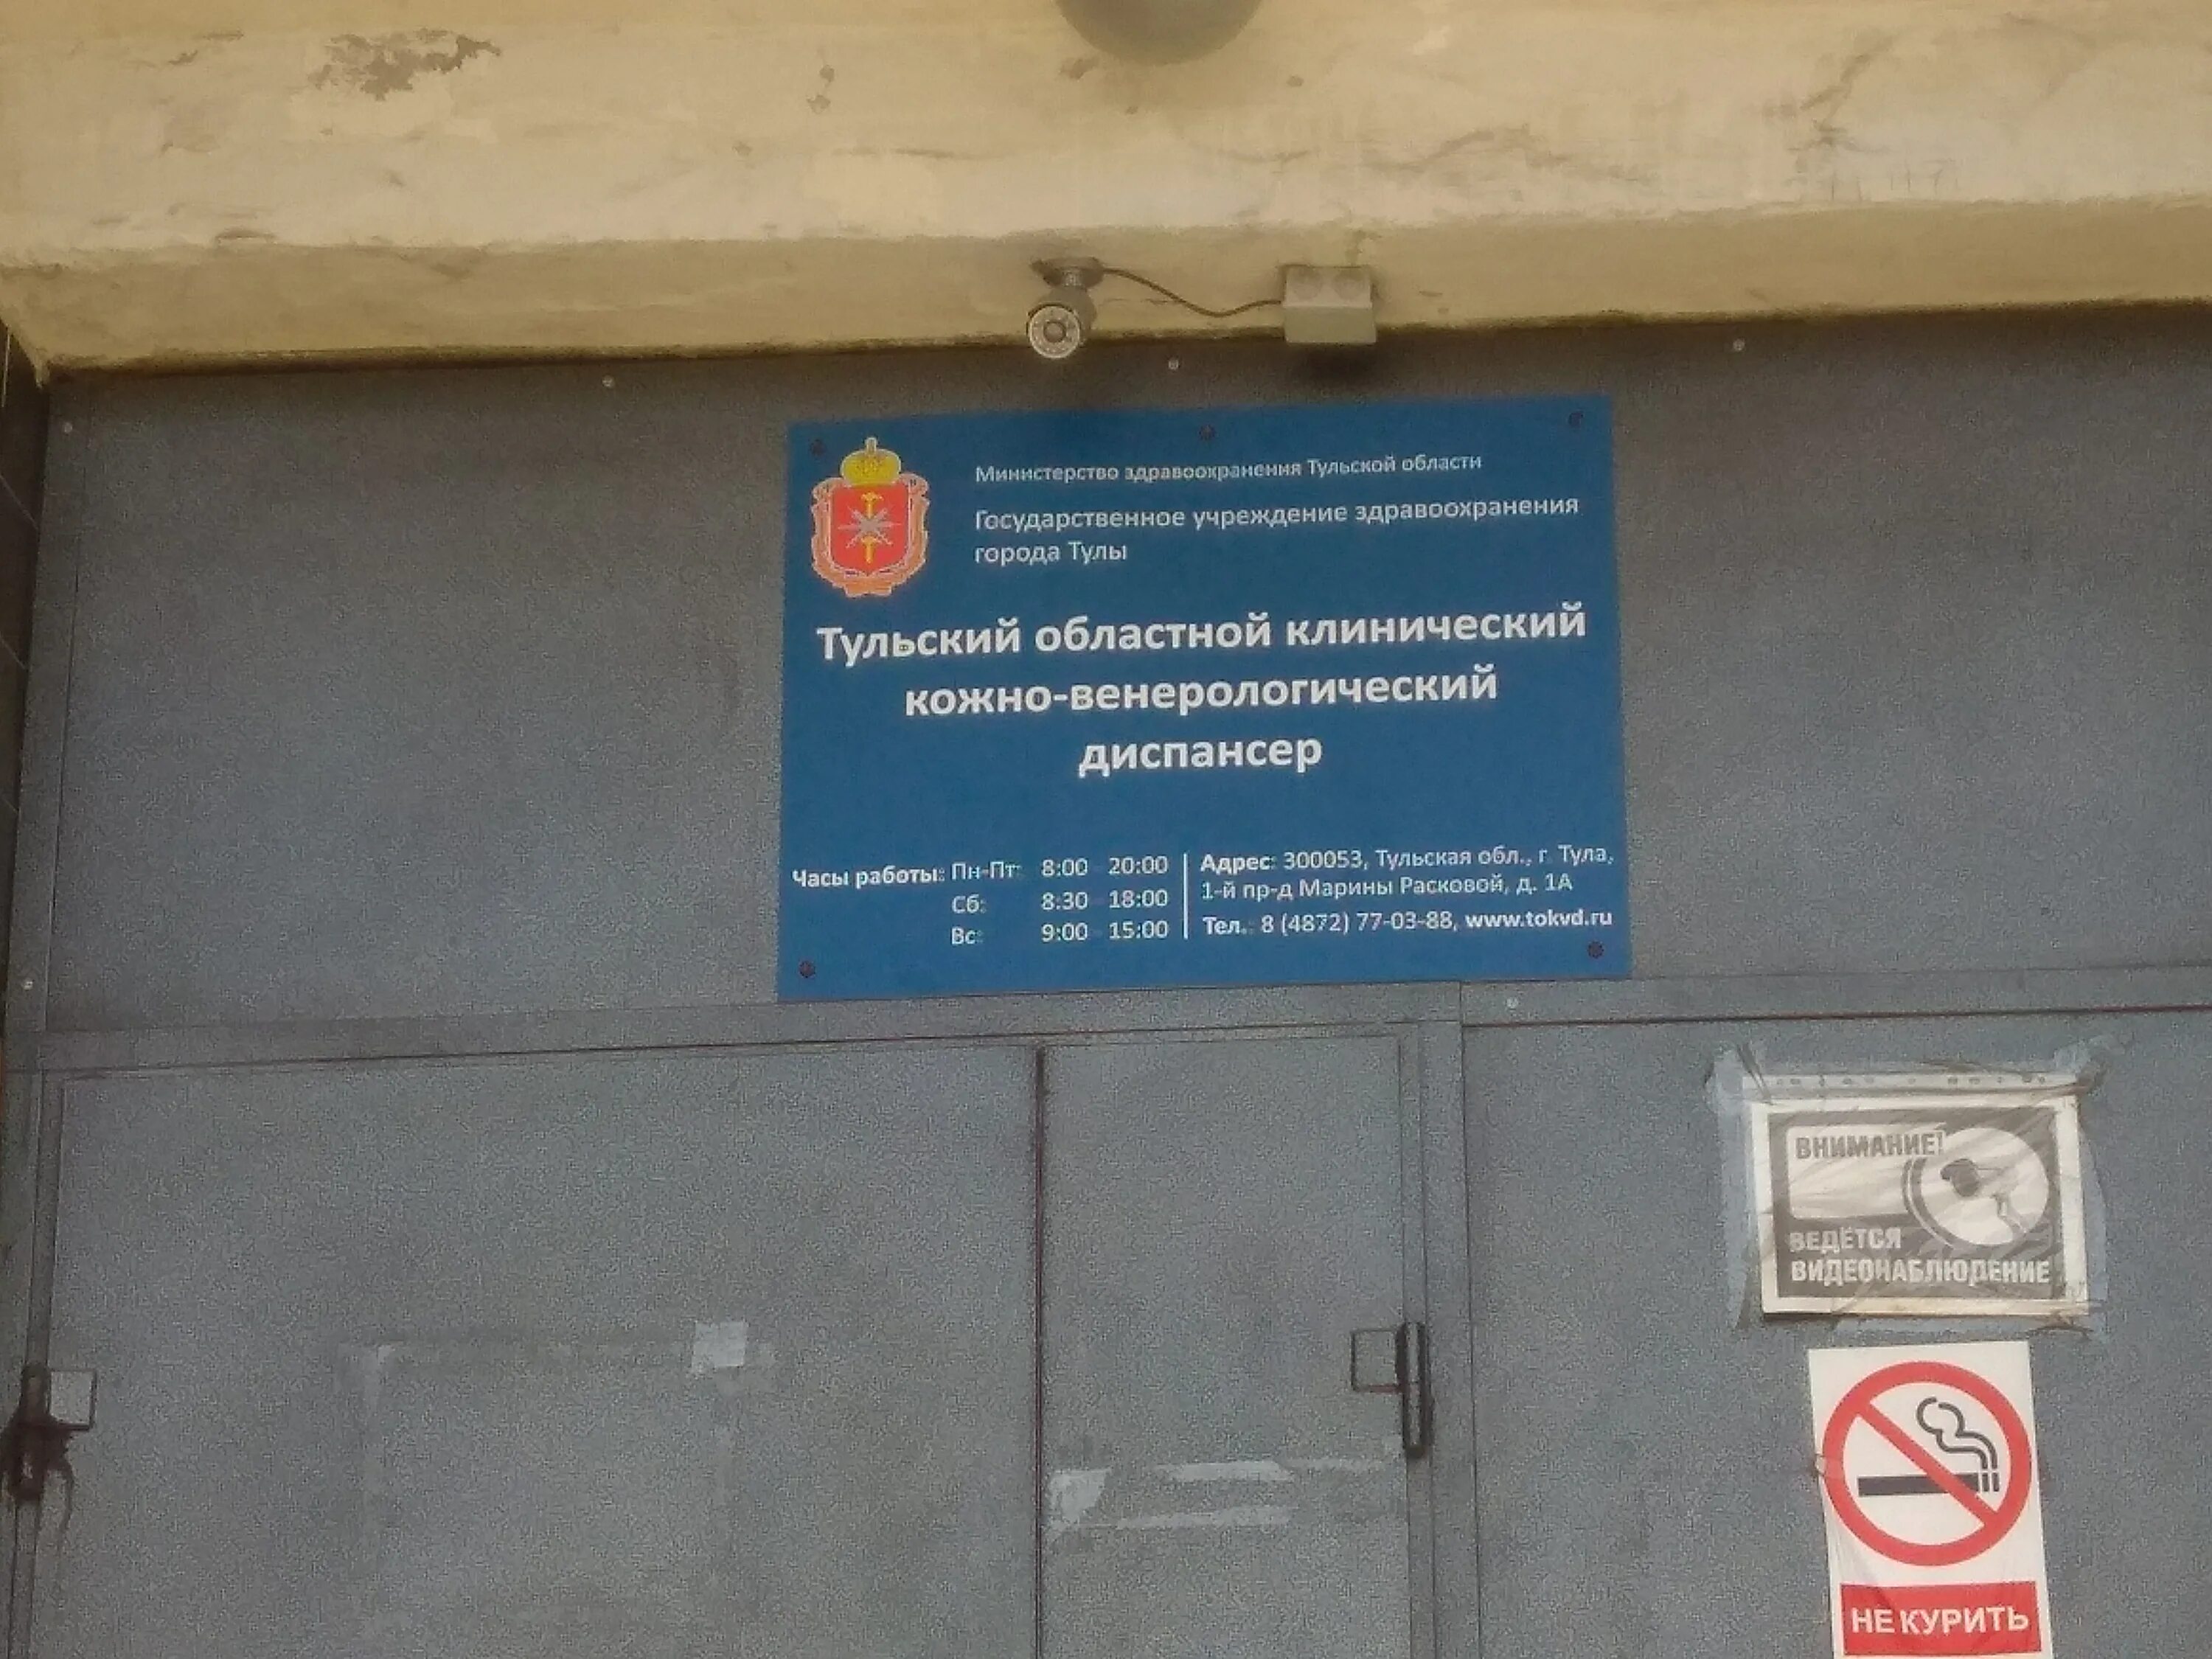 Министерство здравоохранения Тульской области
Государственное учреждение здравоохранения
города Тулы
Тульский областной клинический
кожно-венерологический
диспансер
Часы работы: Пн-Пт: 8:00 20:00
Сб: 8:30 18:00
Вс: 9:00 15:00
Адрес: 300053, Тульская обл., г. Тула,
1-й пр-д Марины Расковой, д. 1А
Тел.: 8 (4872) 77-03-88, www.tokvd.ru
ВНИМАНИЕ!
ВЕДЁТСЯ
ВИДЕОНАБЛЮДЕНИЕ
НЕ КУРИТЬ